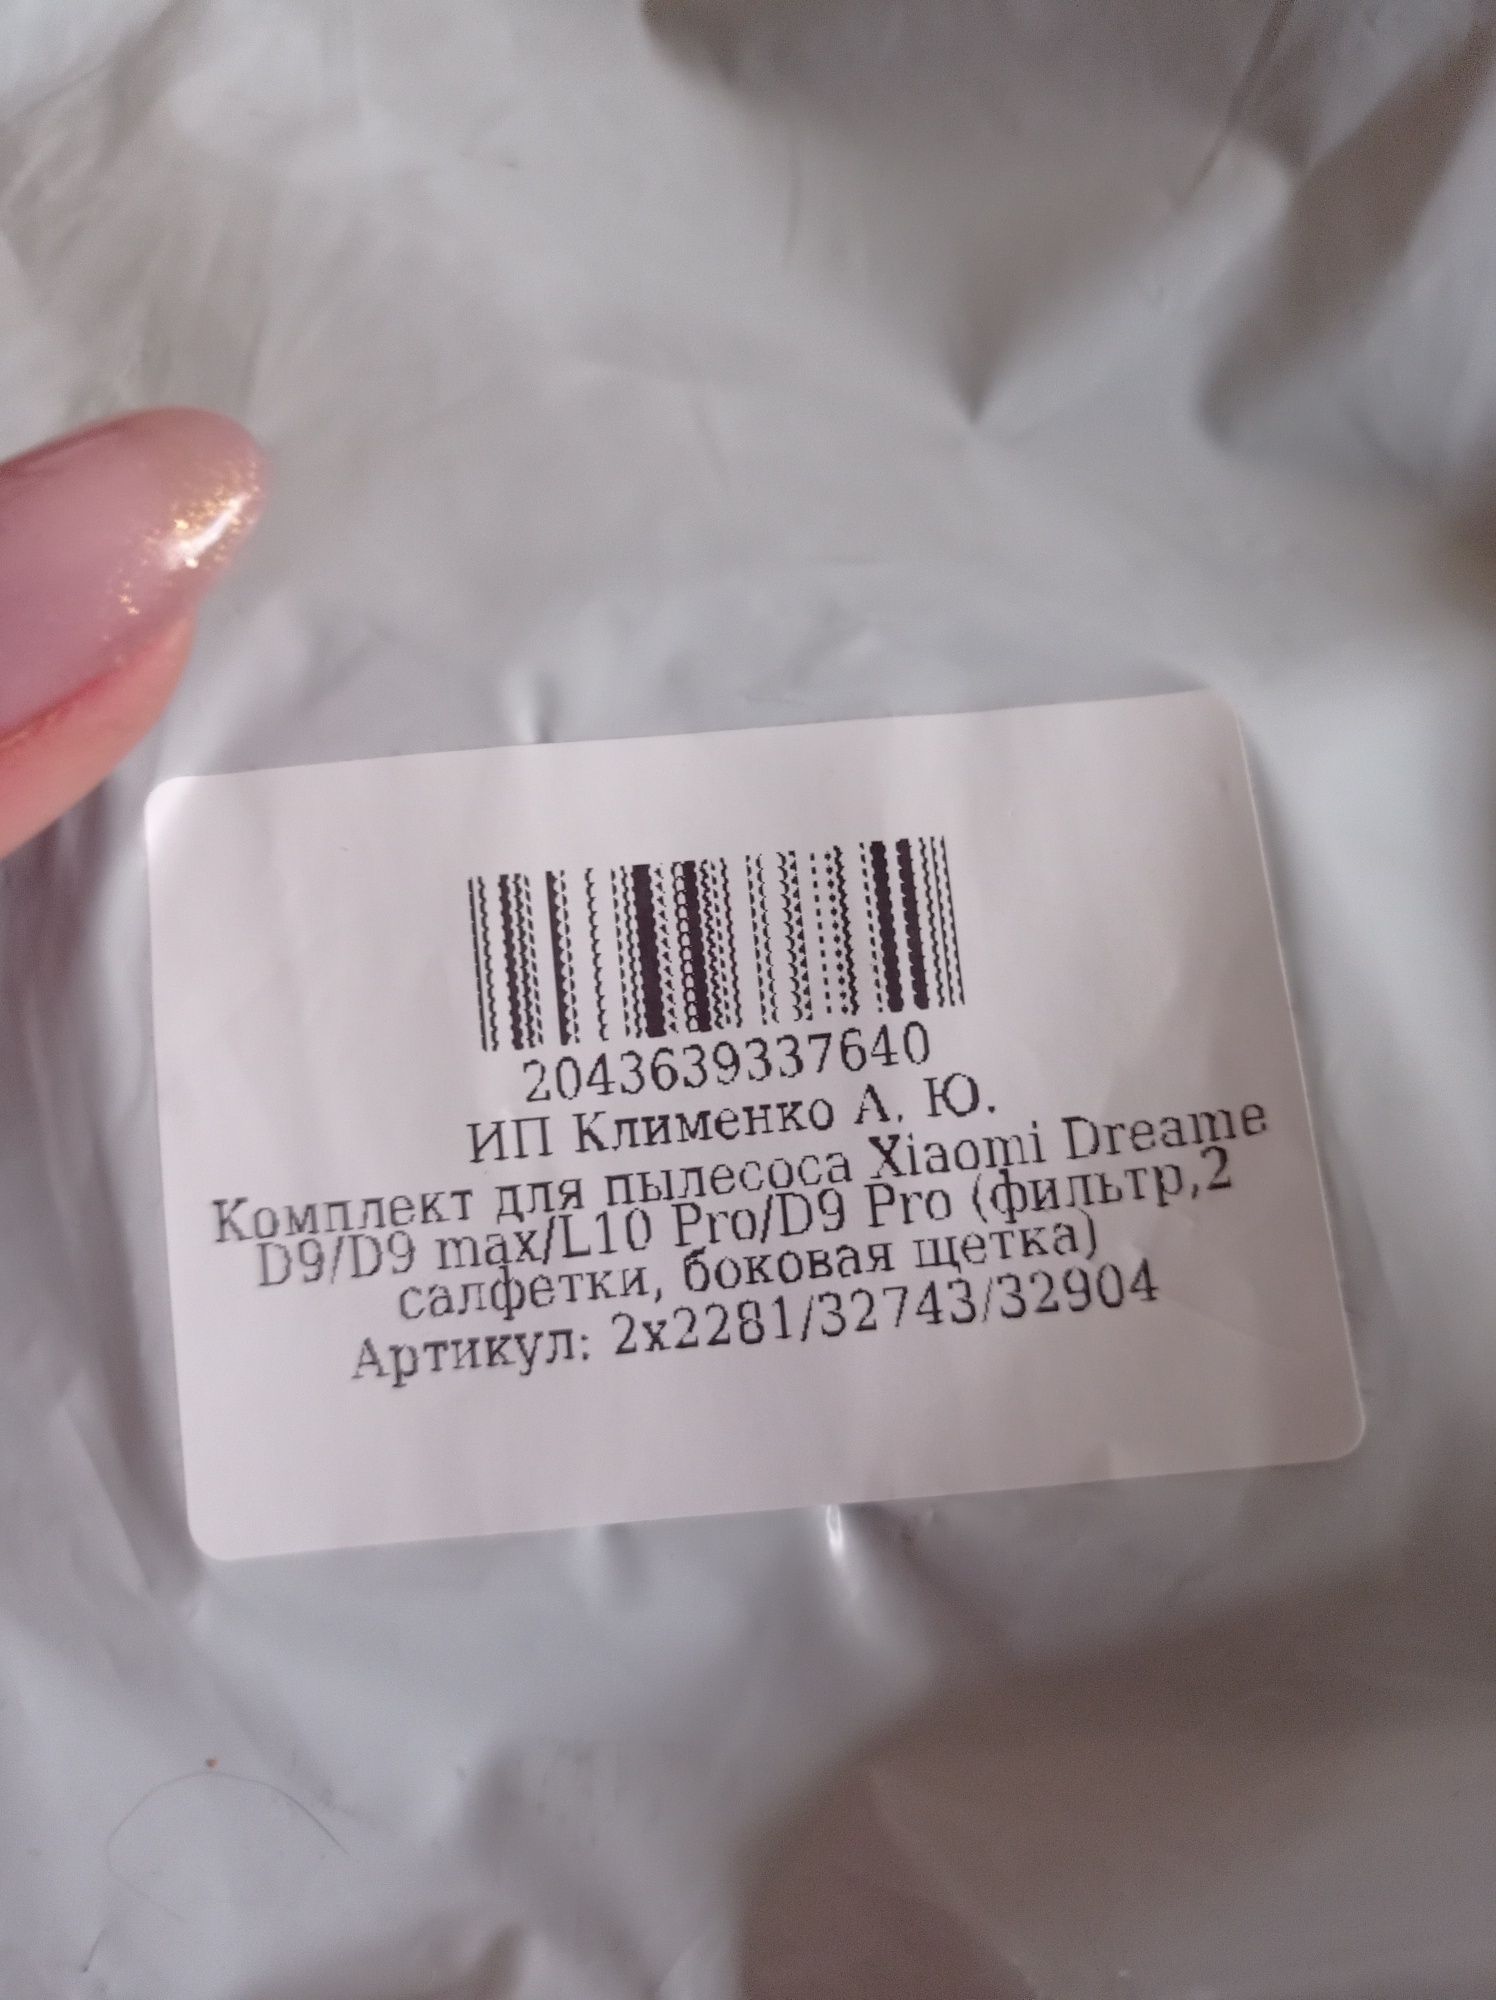 2043639337640
ИП Клименко А. Ю.
Комплект для пылесоса Xiaomi Dreame
D9/D9 max/L10 Pro/D9 Pro (фильтр,2
салфетки, боковая щетка)
Артикул: 2x2281/32743/32904